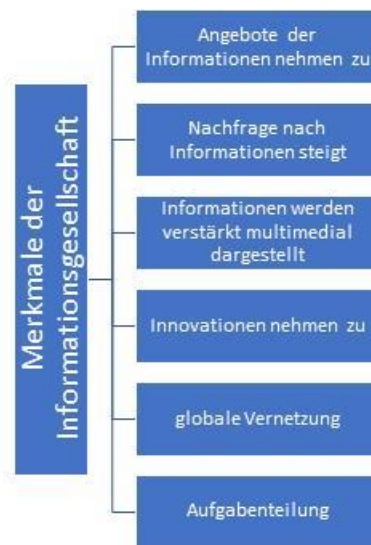 Merkmale der
Informationsgesellschaft
Angebote der
Informationen nehmen zu
Nachfrage nach
Informationen steigt
Informationen werden
verstärkt multimedial
dargestellt
Innovationen nehmen zu
globale Vernetzung
Aufgabenteilung